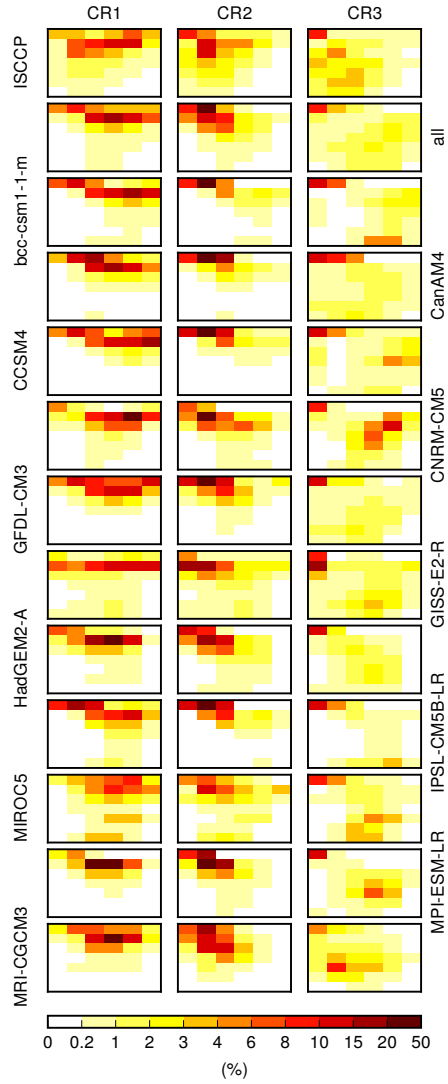 CR1 CR2 CR3
ISCCP
all
bcc-csm1-1-m
CanAM4
CCSM4
CNRM-CM5
GFDL-CM3
GISS-E2-R
HadGEM2-A
IPSL-CM5B-LR
MIROC5
MPI-ESM-LR
MRI-CGCM3
0 0.2 1 2 3 4 6 8 10 15 20 50
(%)